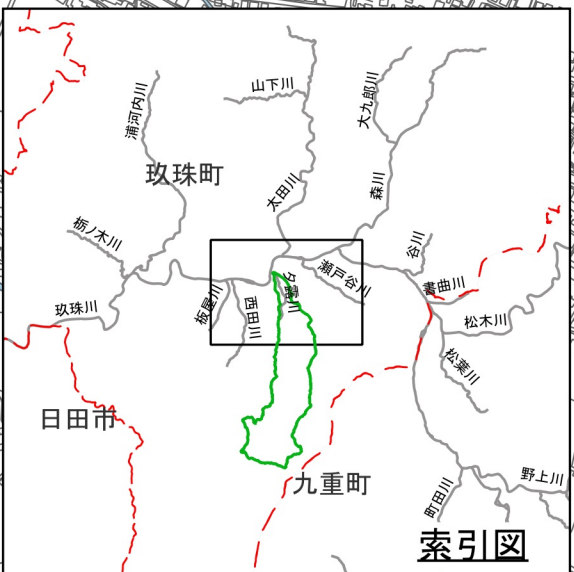 山下川
大九郎川
浦河内川
玖珠町
森川
太田川
栃ノ木川
谷川
瀬戸谷川
書曲川
玖珠川
板屋川
西田川
松木川
松葉川
日田市
九重町
野上川
町田川
索引図